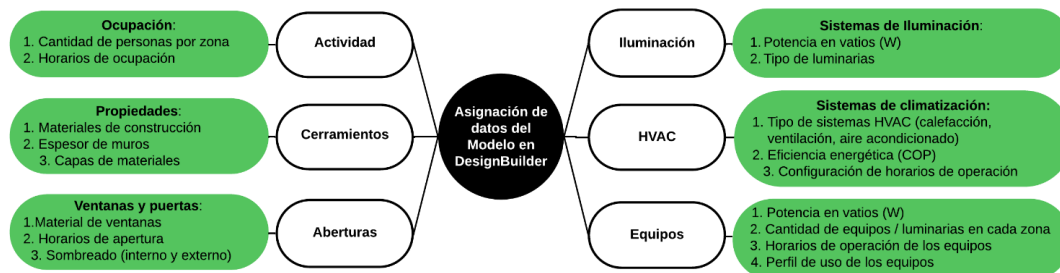 Ocupación:
1. Cantidad de personas por zona
2. Horarios de ocupación
Actividad
Propiedades:
1. Materiales de construcción
2. Espesor de muros
3. Capas de materiales
Cerramientos
Ventanas y puertas:
1.Material de ventanas
2. Horarios de apertura
3. Sombreado (interno y externo)
Aberturas
Asignación de
datos del
Modelo en
DesignBuilder
Iluminación
Sistemas de Iluminación:
1. Potencia en vatios (W)
2. Tipo de luminarias
HVAC
Sistemas de climatización:
1. Tipo de sistemas HVAC (calefacción,
ventilación, aire acondicionado)
2. Eficiencia energética (COP)
3. Configuración de horarios de operación
Equipos
1. Potencia en vatios (W)
2. Cantidad de equipos / luminarias en cada zona
3. Horarios de operación de los equipos
4. Perfil de uso de los equipos